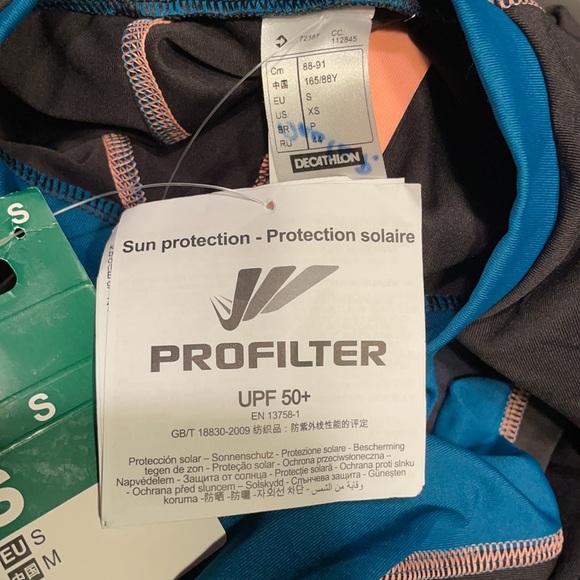 72387 CC:
112845
Cm 88-91
中国 165/88Y
EU S
US XS
BR P
RU 44
DECATHLON
Sun protection - Protection solaire
PROFILTER
UPF 50+
EN 13758-1
GB/T 18830-2009 纺织品：防紫外线性能的评定
Protección solar – Sonnenschutz - Protezione solare - Bescherming
tegen de zon - Proteção solar - Ochrona przeciwsłoneczna –
Napvédelem - Защита от солнца - Protecţie solară - Ochrana proti slnku
- Ochrana před sluncem – Solskydd - Слънчева защита - Güneşten
koruma -防晒 -防曬 -자외선 차단 - وقاية من الشمس
S
S
S
EU S
中国 M